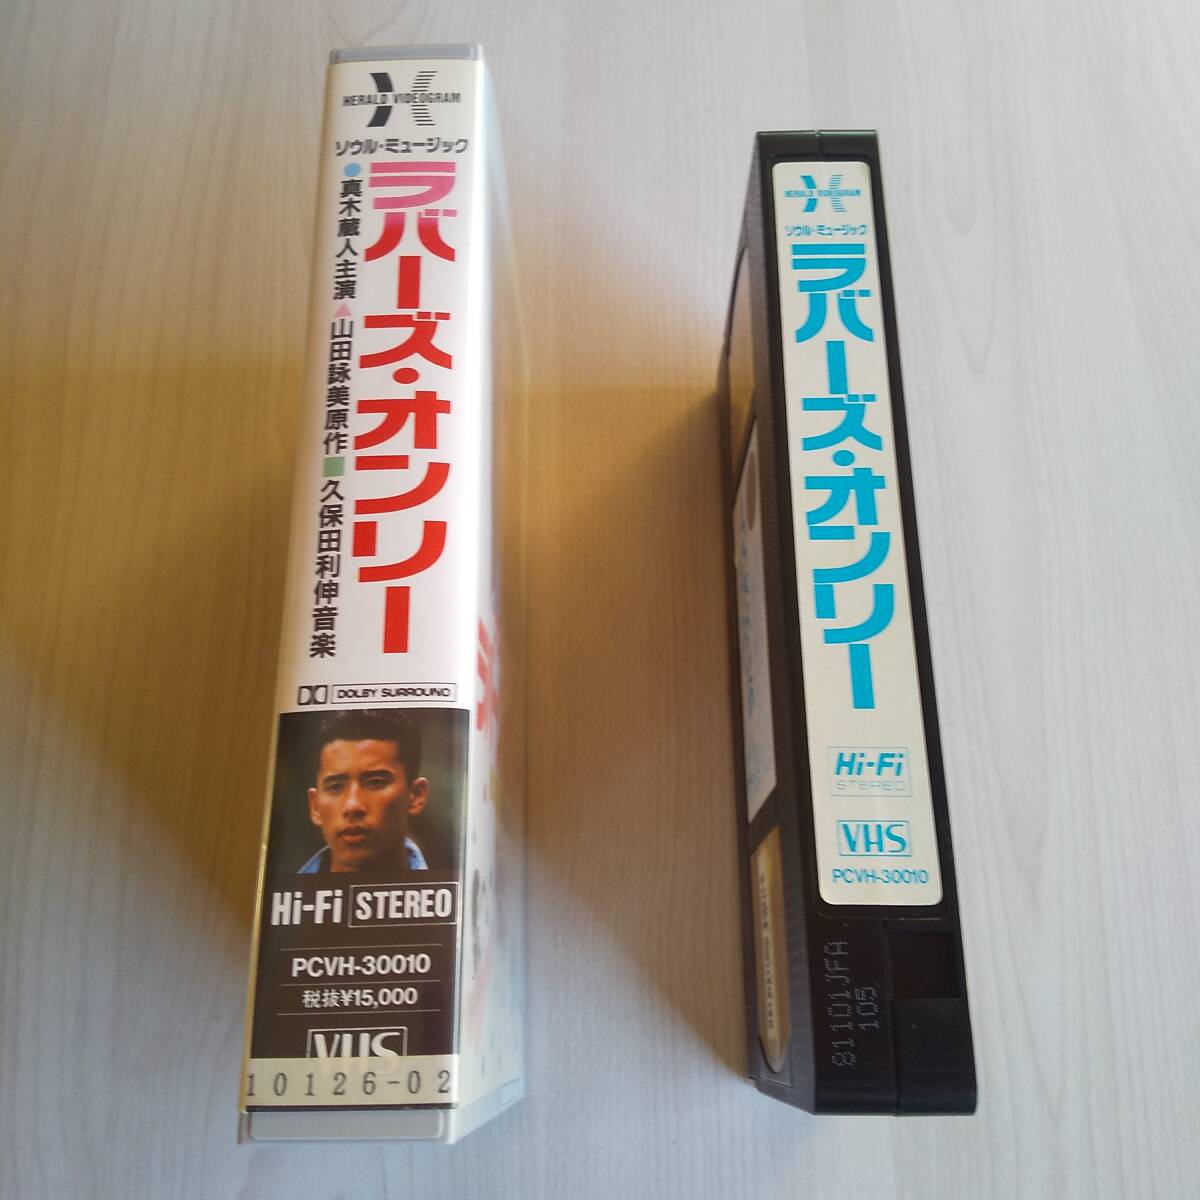 HERALD VIDEOGRAM
ソウル・ミュージック
ラバーズ・オンリー
●真木蔵人主演▲山田詠美原作■久保田利伸音楽
DOLBY SURROUND
Hi-Fi STEREO
PCVH-30010
税抜¥15,000
VHS
10126-02
HERALD VIDEOGRAM
ソウル・ミュージック
ラバーズ・オンリー
Hi-Fi
STEREO
VHS
PCVH-30010